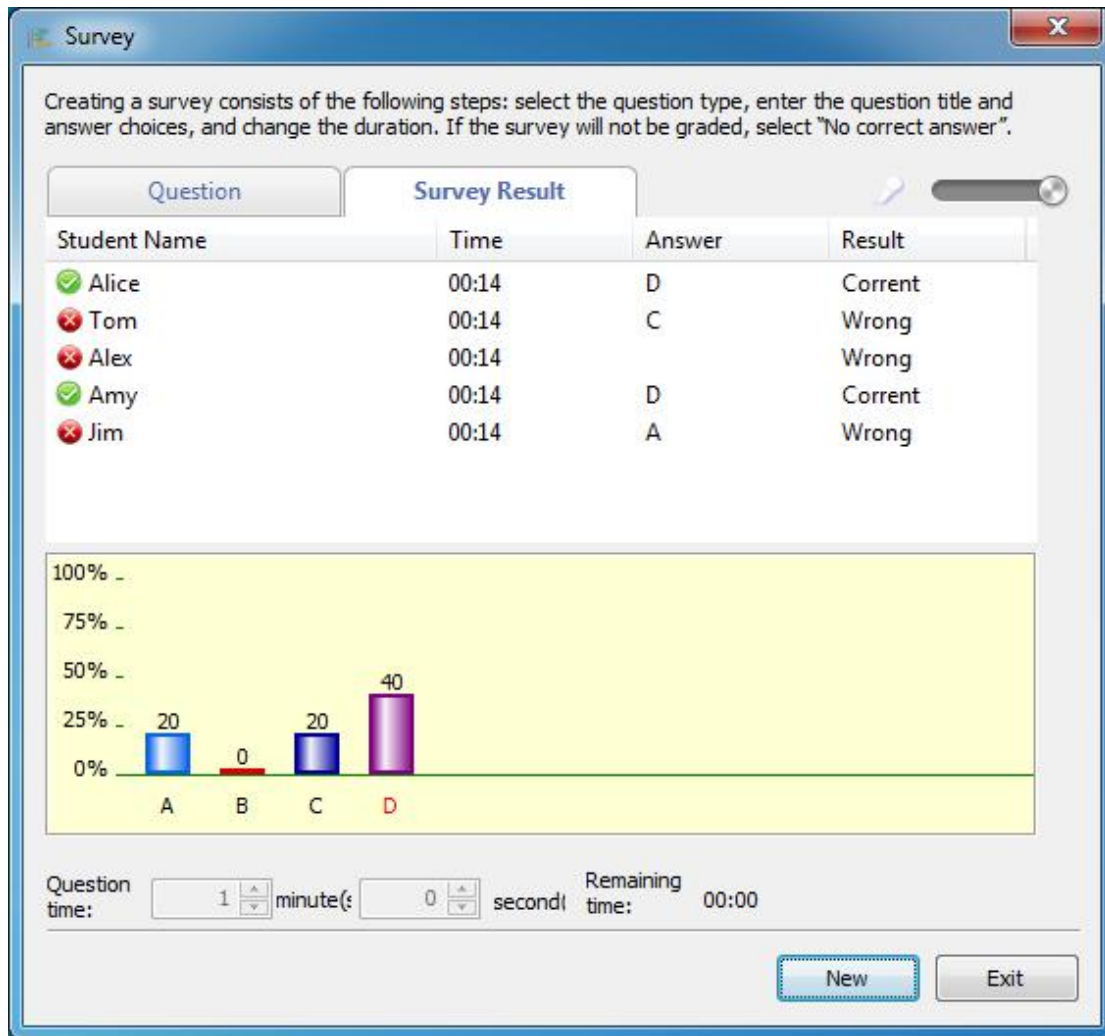 Survey
Creating a survey consists of the following steps: select the question type, enter the question title and
answer choices, and change the duration. If the survey will not be graded, select “No correct answer”.
Question Survey Result
Student Name Time Answer Result
Alice 00:14 D Corrent
Tom 00:14 C Wrong
Alex 00:14 Wrong
Amy 00:14 D Corrent
Jim 00:14 A Wrong
100%
75%
50%
40
25% 20 20
0
0%
A B C D
Question time: 1 minute(s 0 second( Remaining time: 00:00
New Exit